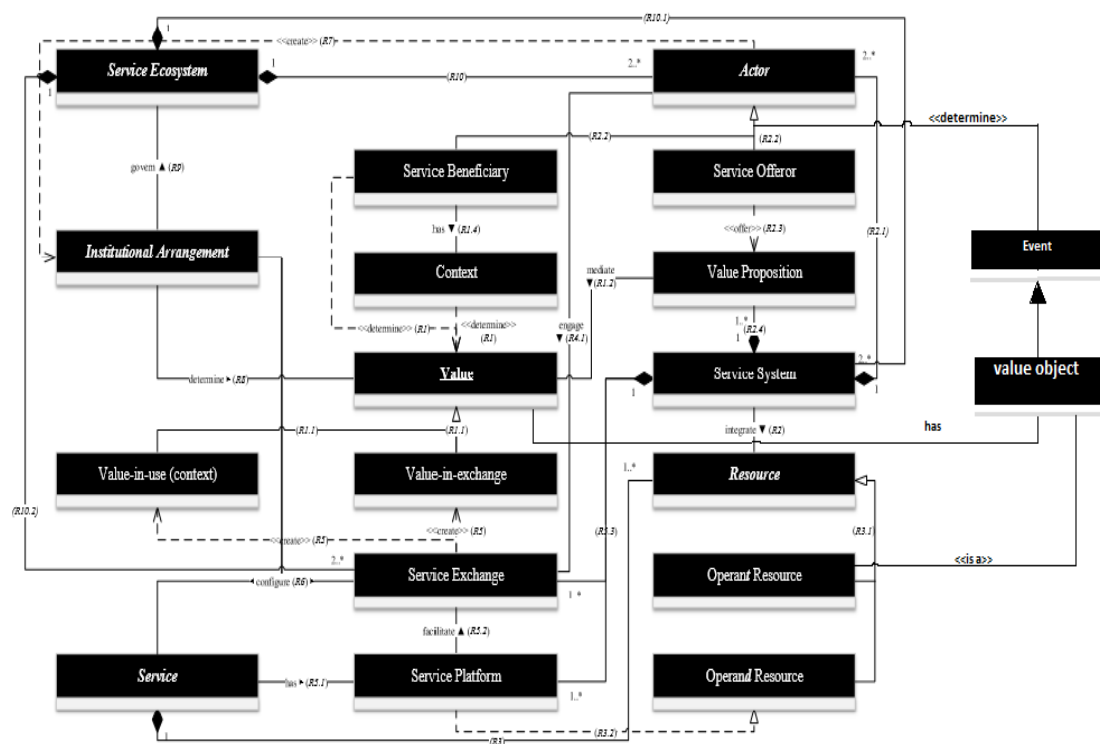 (R10.1)
1
<<create>> (R7)
Service Ecosystem
1
1
(R10)
2..*
Actor
2..*
<<determine>>
(R2.2)
(R2.2)
govern ▲ (R9)
Service Beneficiary
Service Offeror
has ▼ (R1.4)
<<offer>> (R2.3)
(R2.1)
Institutional Arrangement
Event
Context
mediate
▼ (R1.2)
Value Proposition
<<determine>> (R1)
<<determine>>
(R1)
engage
▼ (R4.1)
1..*
(R2.4)
1
2..*
determine ► (R8)
Value
Service System
value object
1
1
(R1.1)
(R1.1)
integrate ▼ (R2)
has
Value-in-use (context)
Value-in-exchange
1..*
Resource
(R10.2)
<<create>> (R5)
<<create>> (R5)
(R5.3)
(R3.1)
2..*
◄ configure (R6) ►
Service Exchange
Operant Resource
<<is a>>
1..*
facilitate ▲ (R5.2)
Service
has ► (R5.1)
Service Platform
Operand Resource
1..*
1
(R3)
(R3.2)